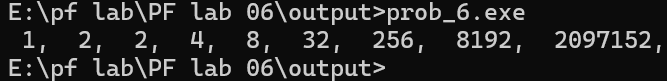 E:\pf lab\PF lab 06\output>prob_6.exe
1, 2, 2, 4, 8, 32, 256, 8192, 2097152,
E:\pf lab\PF lab 06\output>